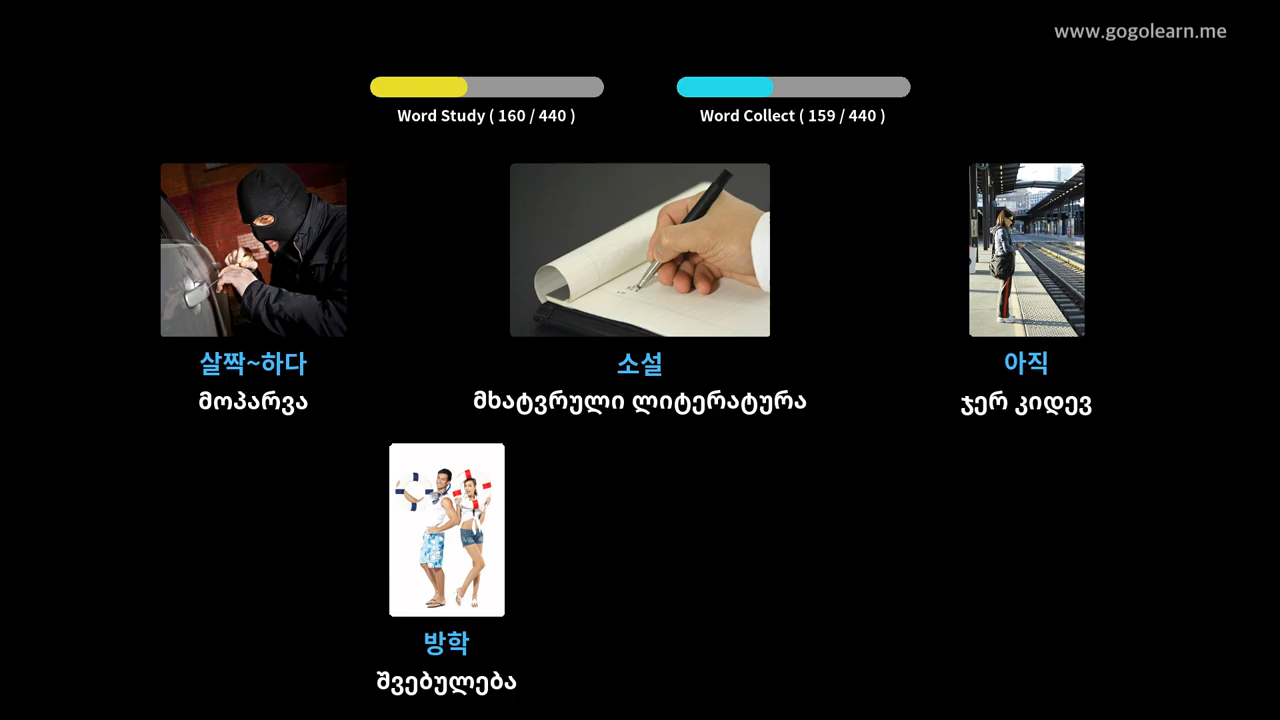 www.gogolearn.me
Word Study ( 160 / 440 )
Word Collect ( 159 / 440 )
살짝~하다
მოპარვა
소설
მხატვრული ლიტერატურა
아직
ჯერ კიდევ
방학
შვებულება